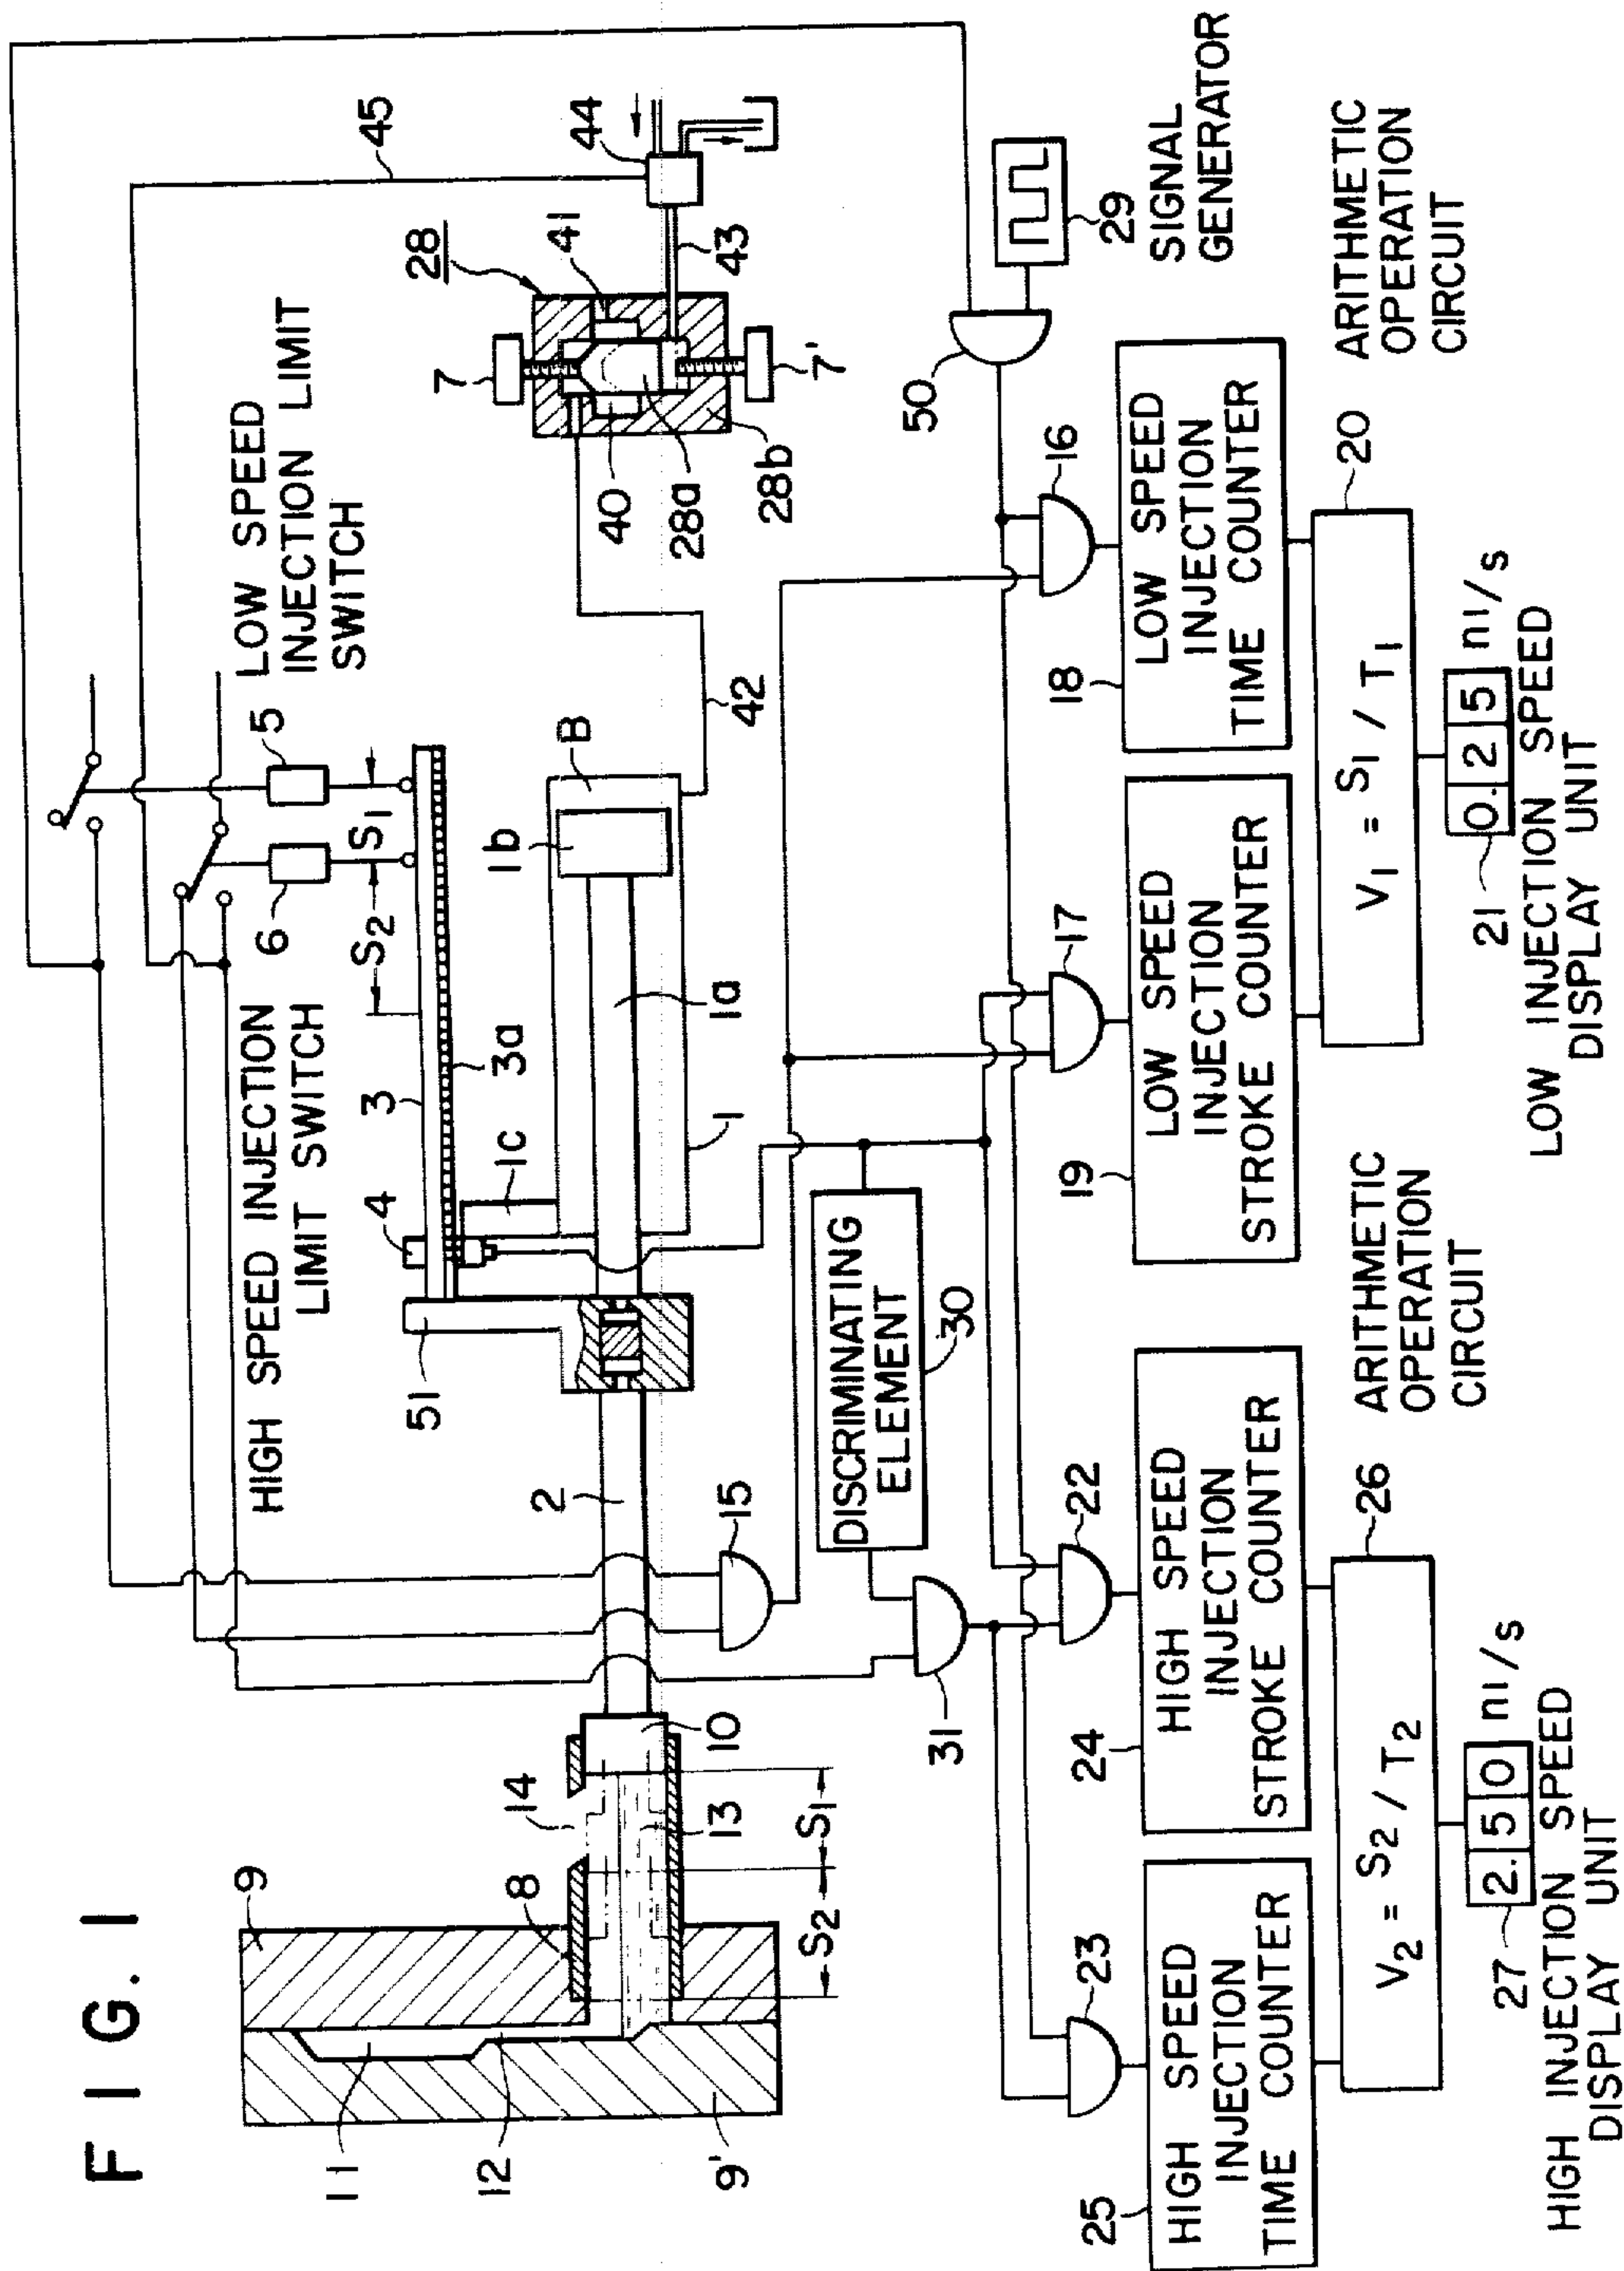 FIG. 1
HIGH SPEED INJECTION
LIMIT SWITCH
LOW SPEED
INJECTION LIMIT
SWITCH
5
6
S1
S2
45
44
28
41
43
7
7'
40
28a
28b
42
B
1b
1a
1
1c
3
3a
4
51
2
9
9'
8
11
12
14
13
10
S1
S2
15
DISCRIMINATING
ELEMENT
30
31
50
29
SIGNAL
GENERATOR
16
17
22
23
25
HIGH SPEED
INJECTION
TIME COUNTER
24
HIGH SPEED
INJECTION
STROKE COUNTER
19
LOW SPEED
INJECTION
STROKE COUNTER
18
LOW SPEED
INJECTION
TIME COUNTER
V2 = S2 / T2
26
ARITHMETIC
OPERATION
CIRCUIT
V1 = S1 / T1
20
ARITHMETIC
OPERATION
CIRCUIT
27
2. 5 0 m/s
HIGH INJECTION SPEED
DISPLAY UNIT
21
0. 2 5 m/s
LOW INJECTION SPEED
DISPLAY UNIT